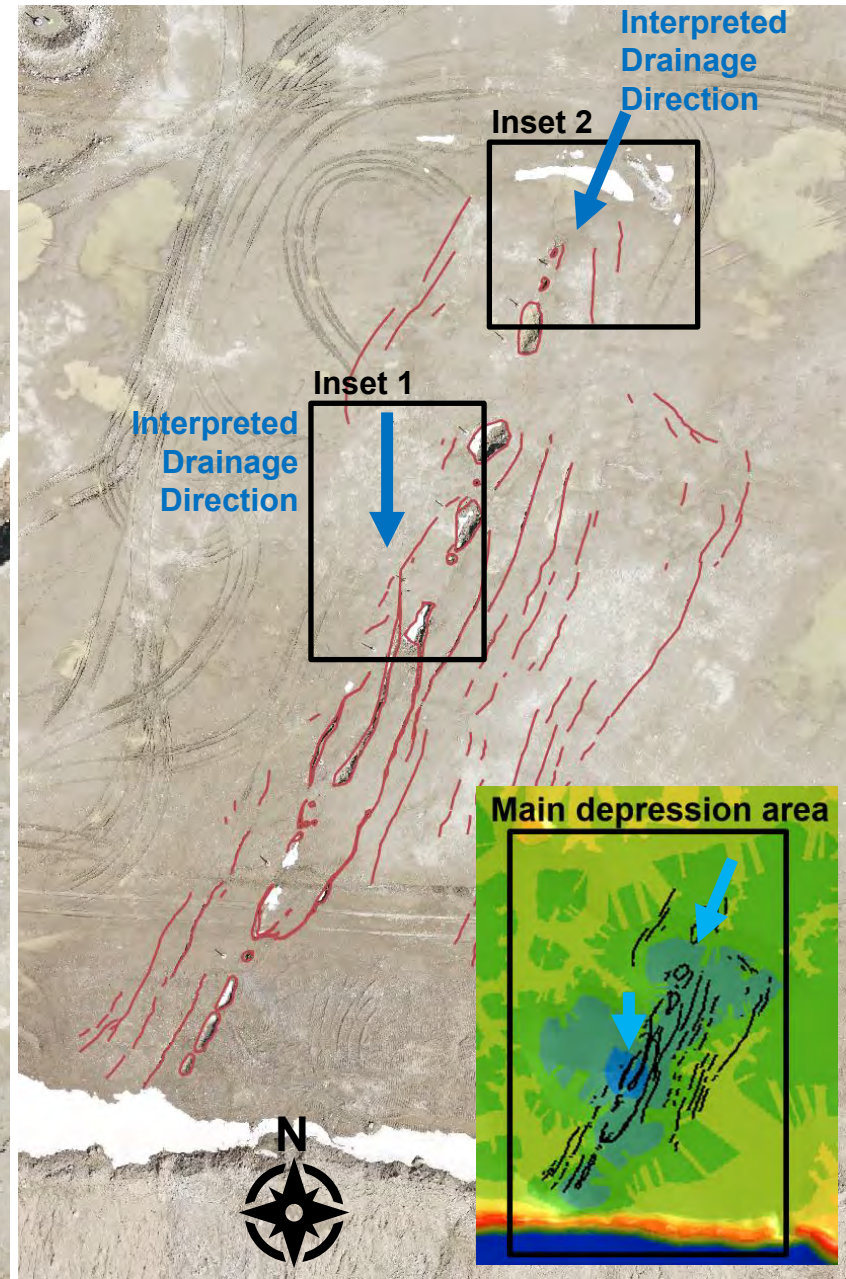 Interpreted
Drainage
Direction
Inset 2
Inset 1
Interpreted
Drainage
Direction
Main depression area
N